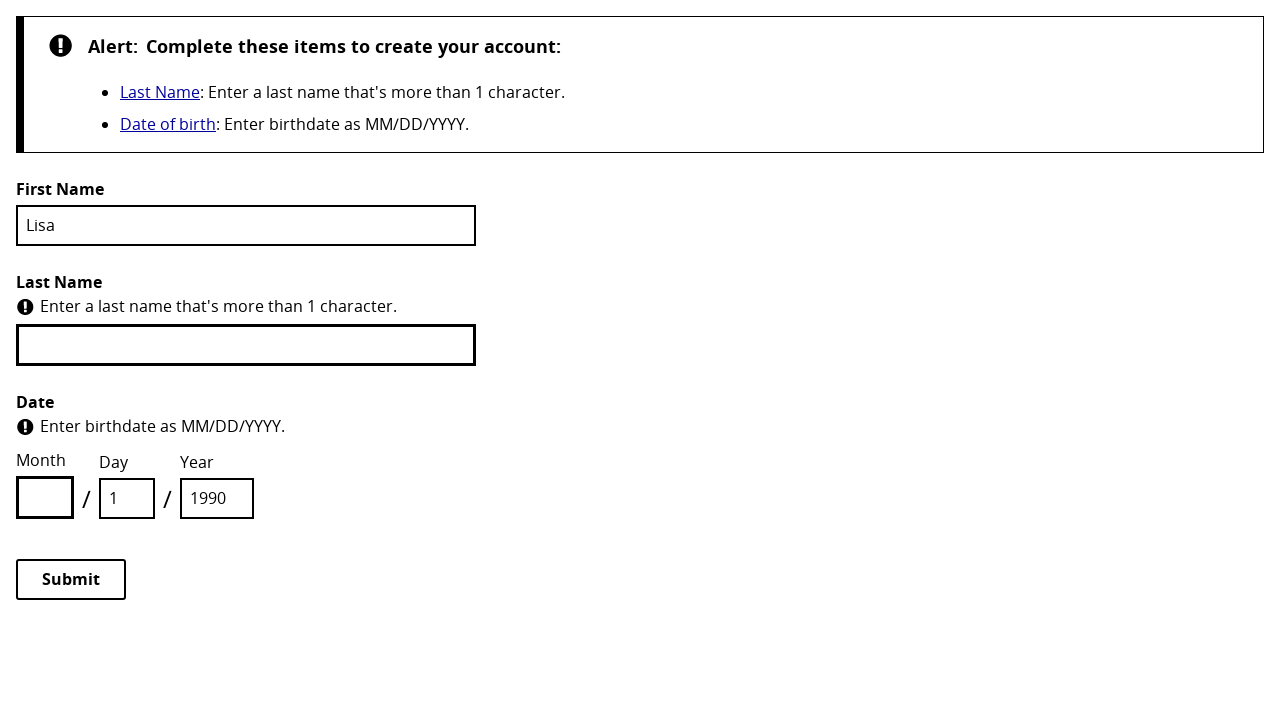 Alert: Complete these items to create your account:
Last Name: Enter a last name that's more than 1 character.
Date of birth: Enter birthdate as MM/DD/YYYY.
First Name
Lisa
Last Name
Enter a last name that's more than 1 character.
Date
Enter birthdate as MM/DD/YYYY.
Month Day Year
/ 1 / 1990
Submit